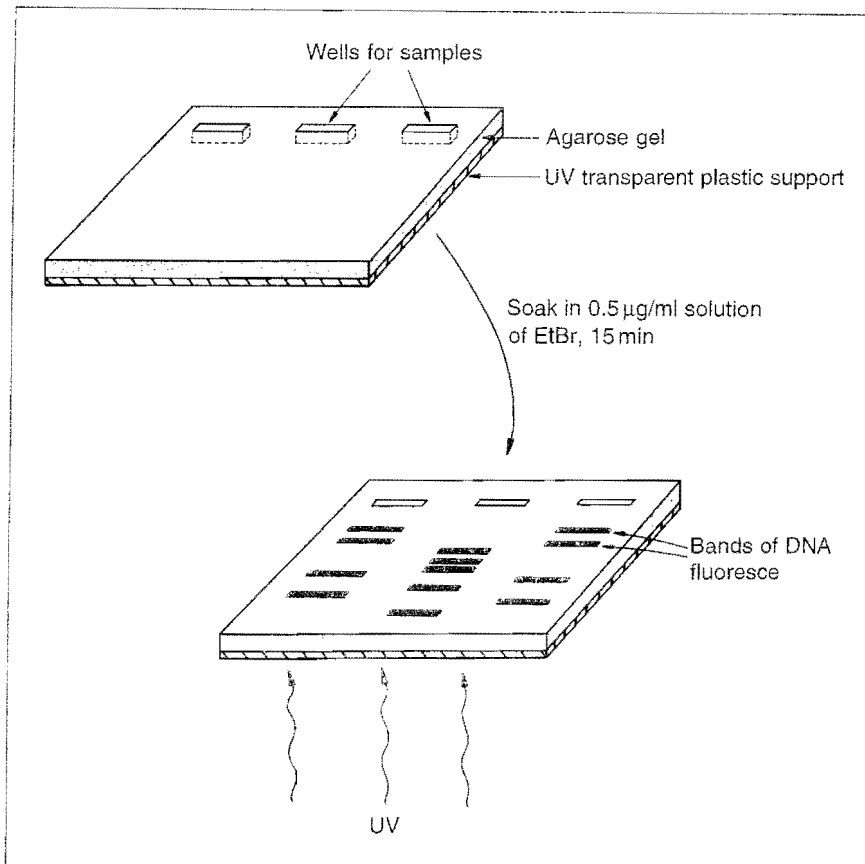 Wells for samples
Agarose gel
UV transparent plastic support
Soak in 0.5 μg/ml solution
of EtBr, 15 min
Bands of DNA
fluoresce
UV